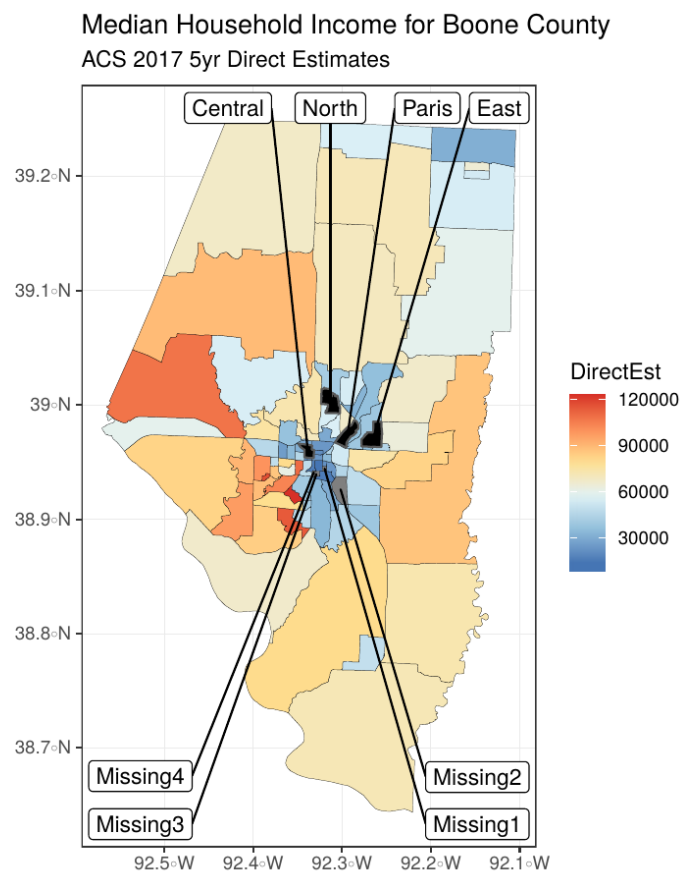 Median Household Income for Boone County
ACS 2017 5yr Direct Estimates
Central North Paris East
39.2°N
39.1°N
39°N
38.9°N
38.8°N
38.7°N
DirectEst
120000
90000
60000
30000
Missing4 Missing2
Missing3 Missing1
92.5°W 92.4°W 92.3°W 92.2°W 92.1°W